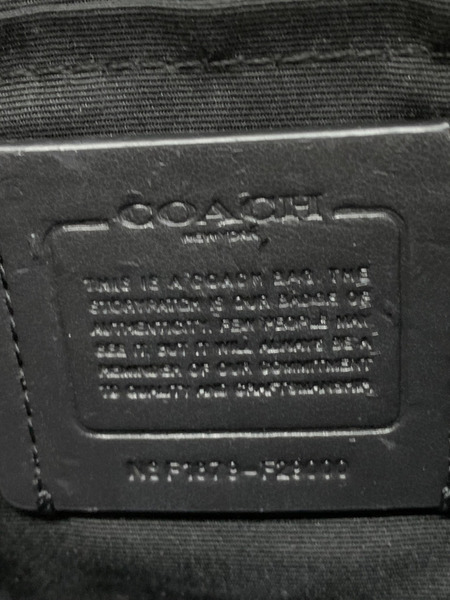 COACH
NEW YORK
THIS IS A COACH BAG. THE
STORYPATCH IS OUR BADGE OF
AUTHENTICITY. FEW PEOPLE MAY
SEE IT, BUT IT WILL ALWAYS BE A
REMINDER OF OUR COMMITMENT
TO QUALITY AND CRAFTSMANSHIP.
Nº